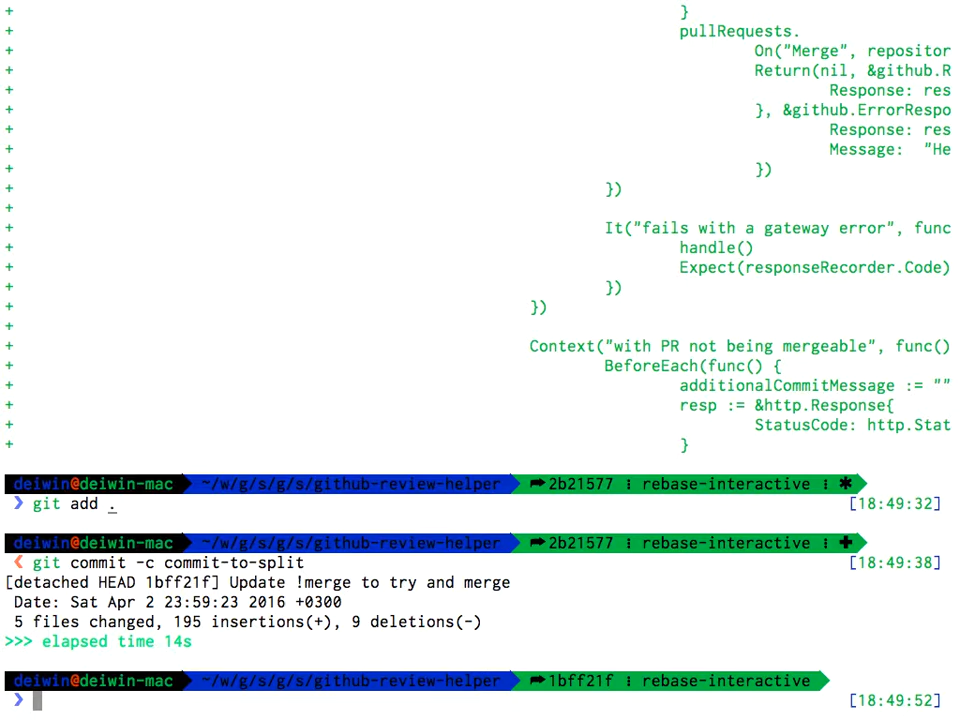 + }
+ pullRequests.
+ On("Merge", repositor
+ Return(nil, &github.R
+ Response: res
+ }, &github.ErrorRespo
+ Response: res
+ Message:  "He
+ })
+ })
+
+ It("fails with a gateway error", func
+ handle()
+ Expect(responseRecorder.Code)
+ })
+ })
+
+ Context("with PR not being mergeable", func()
+ BeforeEach(func() {
+ additionalCommitMessage := ""
+ resp := &http.Response{
+ StatusCode: http.Stat
+ }
deiwin@deiwin-mac ~/w/g/s/g/s/github-review-helper ➦2b21577 ⋮ rebase-interactive ⋮ ✱
❯ git add . [18:49:32]
deiwin@deiwin-mac ~/w/g/s/g/s/github-review-helper ➦2b21577 ⋮ rebase-interactive ⋮ ✚
❮ git commit -c commit-to-split [18:49:38]
[detached HEAD 1bff21f] Update !merge to try and merge
Date: Sat Apr 2 23:59:23 2016 +0300
5 files changed, 195 insertions(+), 9 deletions(-)
>>> elapsed time 14s
deiwin@deiwin-mac ~/w/g/s/g/s/github-review-helper ➦1bff21f ⋮ rebase-interactive
❯ [18:49:52]